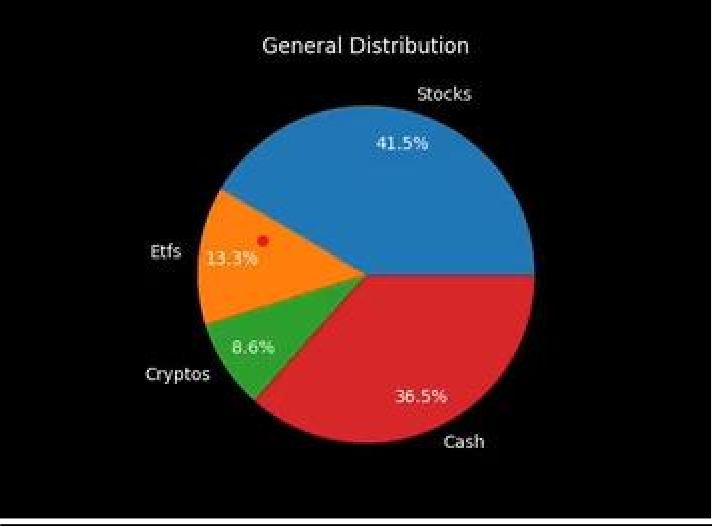 General Distribution
Stocks
41.5%
Etfs
13.3%
8.6%
Cryptos
36.5%
Cash